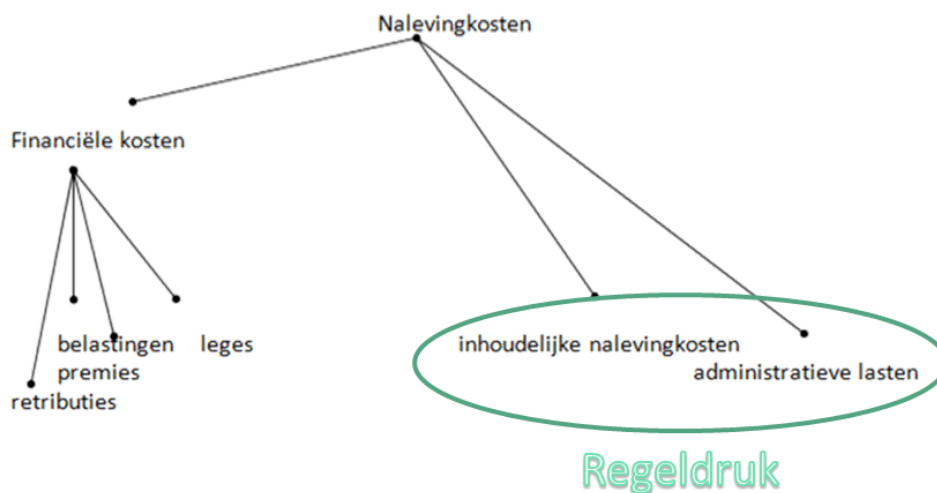 Nalevingkosten
Financiële kosten
belastingen leges
premies
retributies
inhoudelijke nalevingkosten
administratieve lasten
Regeldruk